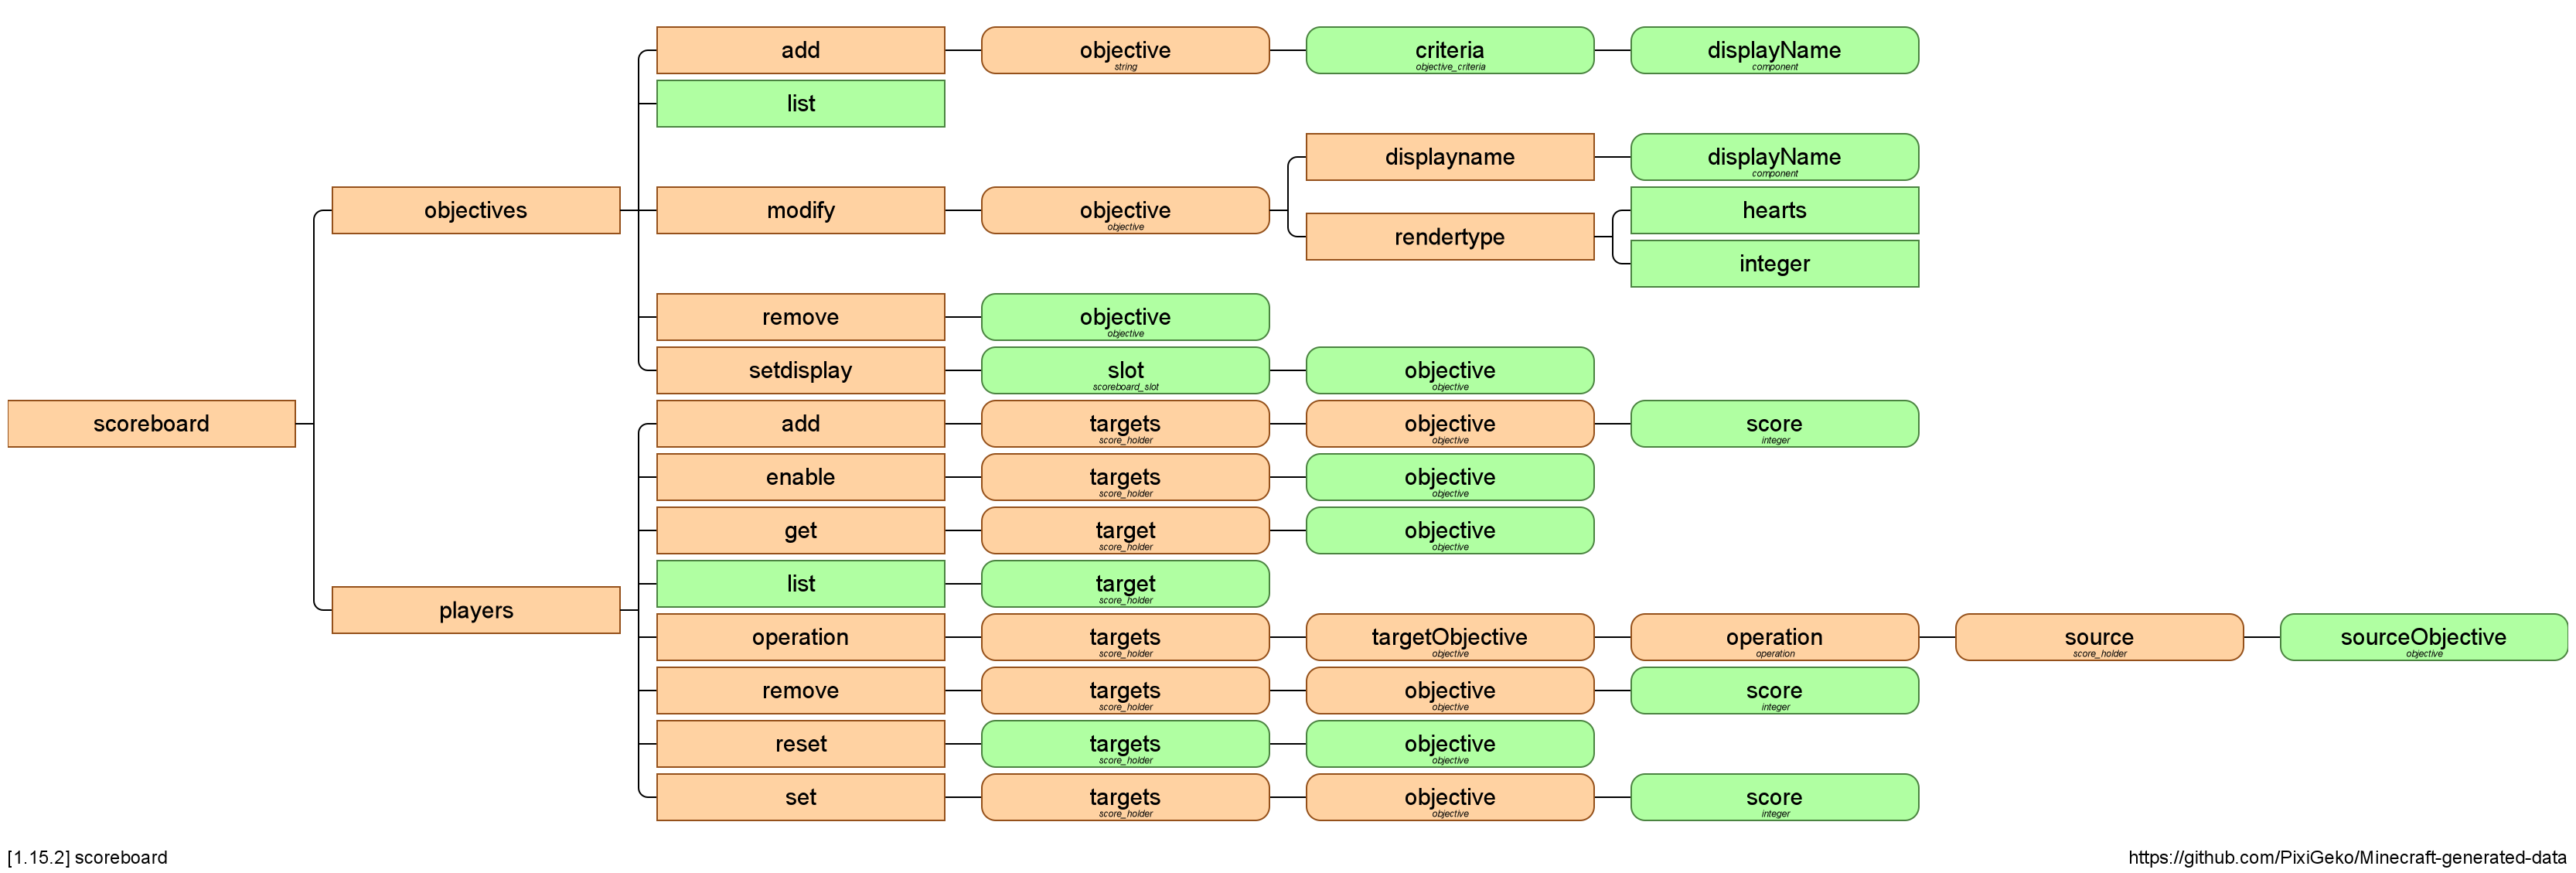 add
objective
string
criteria
objective_criteria
displayName
component
list
displayname
displayName
component
objectives
modify
objective
objective
hearts
rendertype
integer
remove
objective
objective
setdisplay
slot
scoreboard_slot
objective
objective
scoreboard
add
targets
score_holder
objective
objective
score
integer
enable
targets
score_holder
objective
objective
get
target
score_holder
objective
objective
list
target
score_holder
players
operation
targets
score_holder
targetObjective
objective
operation
operation
source
score_holder
sourceObjective
objective
remove
targets
score_holder
objective
objective
score
integer
reset
targets
score_holder
objective
objective
set
targets
score_holder
objective
objective
score
integer
[1.15.2] scoreboard
https://github.com/PixiGeko/Minecraft-generated-data